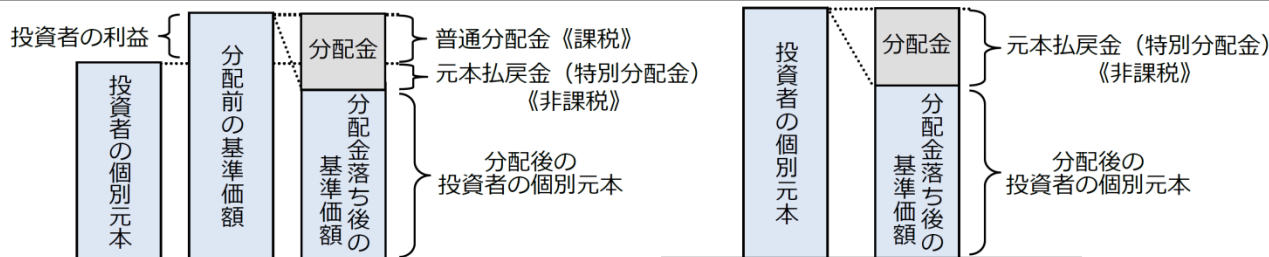 投資者の利益
投資者の個別元本
分配前の基準価額
分配金
分配金落ち後の
基準価額
普通分配金《課税》
元本払戻金（特別分配金）
《非課税》
分配後の
投資者の個別元本
投資者の個別元本
分配金
分配金落ち後の
基準価額
元本払戻金（特別分配金）
《非課税》
分配後の
投資者の個別元本